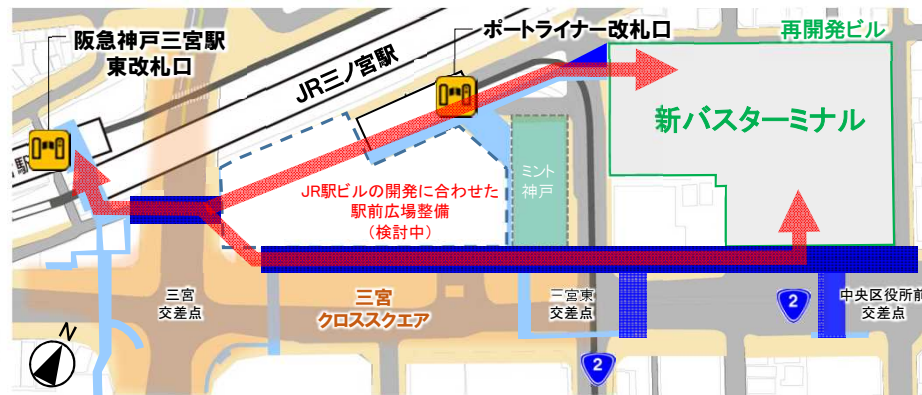 阪急神戸三宮駅
東改札口
JR三ノ宮駅
ポートライナー改札口
再開発ビル
新バスターミナル
ミント
神戸
JR駅ビルの開発に合わせた
駅前広場整備
(検討中)
三宮
交差点
三宮
クロススクエア
三宮東
交差点
2
中央区役所前
交差点
2
N